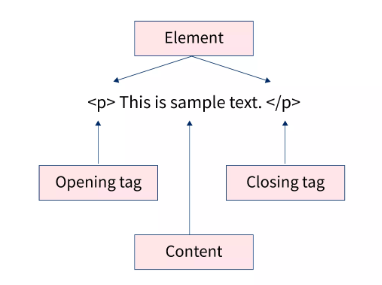 Element
<p> This is sample text. </p>
Opening tag
Closing tag
Content